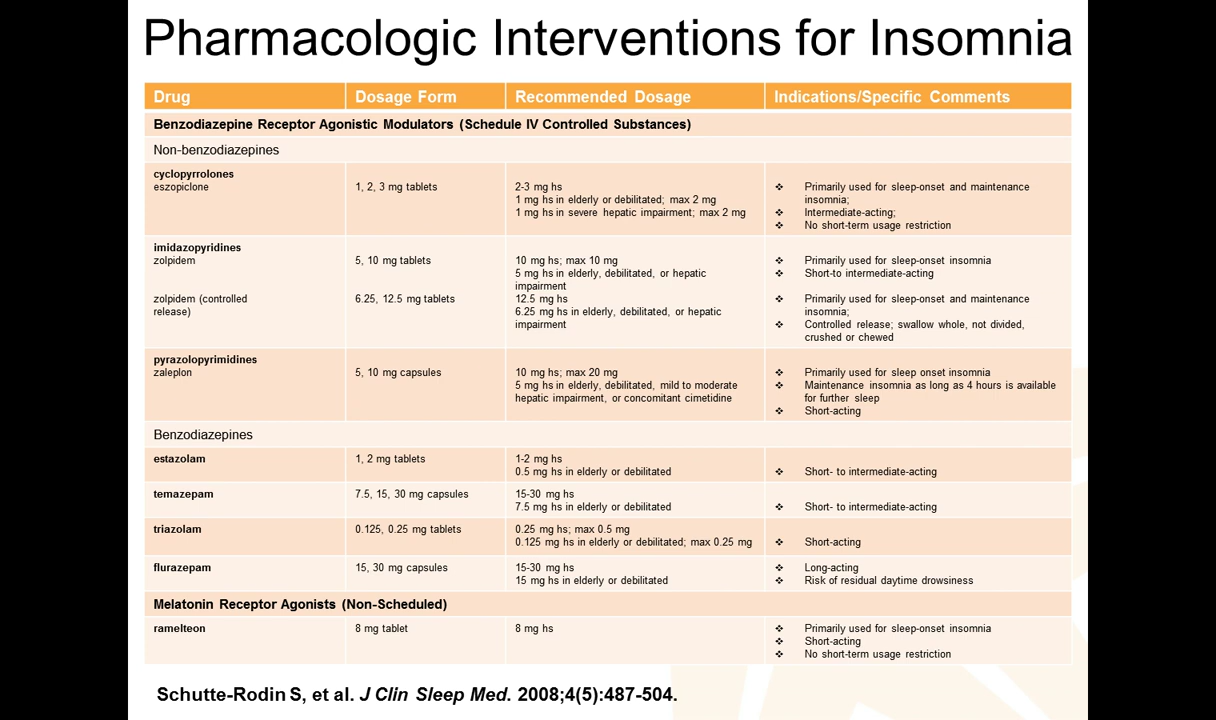 Pharmacologic Interventions for Insomnia
Drug Dosage Form Recommended Dosage Indications/Specific Comments
Benzodiazepine Receptor Agonistic Modulators (Schedule IV Controlled Substances)
Non-benzodiazepines
cyclopyrrolones
eszopiclone 1, 2, 3 mg tablets 2-3 mg hs ❖ Primarily used for sleep-onset and maintenance
1 mg hs in elderly or debilitated; max 2 mg insomnia;
1 mg hs in severe hepatic impairment; max 2 mg ❖ Intermediate-acting;
❖ No short-term usage restriction
imidazopyridines
zolpidem 5, 10 mg tablets 10 mg hs; max 10 mg ❖ Primarily used for sleep-onset insomnia
5 mg hs in elderly, debilitated, or hepatic ❖ Short-to intermediate-acting
impairment
zolpidem (controlled 6.25, 12.5 mg tablets 12.5 mg hs ❖ Primarily used for sleep-onset and maintenance
release) 6.25 mg hs in elderly, debilitated, or hepatic insomnia;
impairment ❖ Controlled release; swallow whole, not divided,
crushed or chewed
pyrazolopyrimidines
zaleplon 5, 10 mg capsules 10 mg hs; max 20 mg ❖ Primarily used for sleep onset insomnia
5 mg hs in elderly, debilitated, mild to moderate ❖ Maintenance insomnia as long as 4 hours is available
hepatic impairment, or concomitant cimetidine for further sleep
❖ Short-acting
Benzodiazepines
estazolam 1, 2 mg tablets 1-2 mg hs
0.5 mg hs in elderly or debilitated ❖ Short- to intermediate-acting
temazepam 7.5, 15, 30 mg capsules 15-30 mg hs
7.5 mg hs in elderly or debilitated ❖ Short- to intermediate-acting
triazolam 0.125, 0.25 mg tablets 0.25 mg hs; max 0.5 mg
0.125 mg hs in elderly or debilitated; max 0.25 mg ❖ Short-acting
flurazepam 15, 30 mg capsules 15-30 mg hs ❖ Long-acting
15 mg hs in elderly or debilitated ❖ Risk of residual daytime drowsiness
Melatonin Receptor Agonists (Non-Scheduled)
ramelteon 8 mg tablet 8 mg hs ❖ Primarily used for sleep-onset insomnia
❖ Short-acting
❖ No short-term usage restriction
Schutte-Rodin S, et al. J Clin Sleep Med. 2008;4(5):487-504.